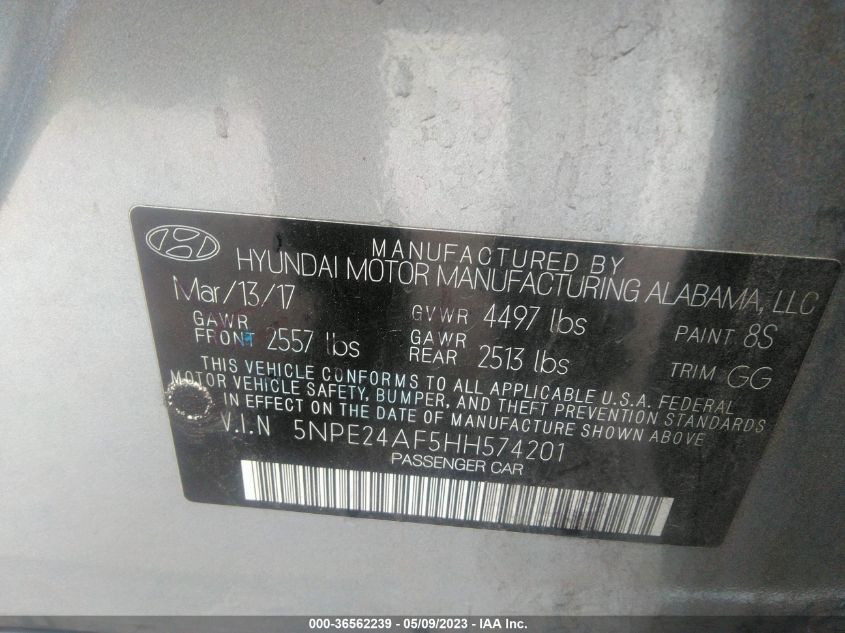 MANUFACTURED BY
HYUNDAI MOTOR MANUFACTURING ALABAMA, LLC
Mar/13/17 GVWR 4497 lbs PAINT 8S
GAWR FRONT 2557 lbs GAWR REAR 2513 lbs TRIM GG
THIS VEHICLE CONFORMS TO ALL APPLICABLE U.S.A. FEDERAL
MOTOR VEHICLE SAFETY, BUMPER, AND THEFT PREVENTION STANDARDS
IN EFFECT ON THE DATE OF MANUFACTURE SHOWN ABOVE.
V.I.N 5NPE24AF5HH574201
PASSENGER CAR
000-36562239 - 05/09/2023 - IAA Inc.